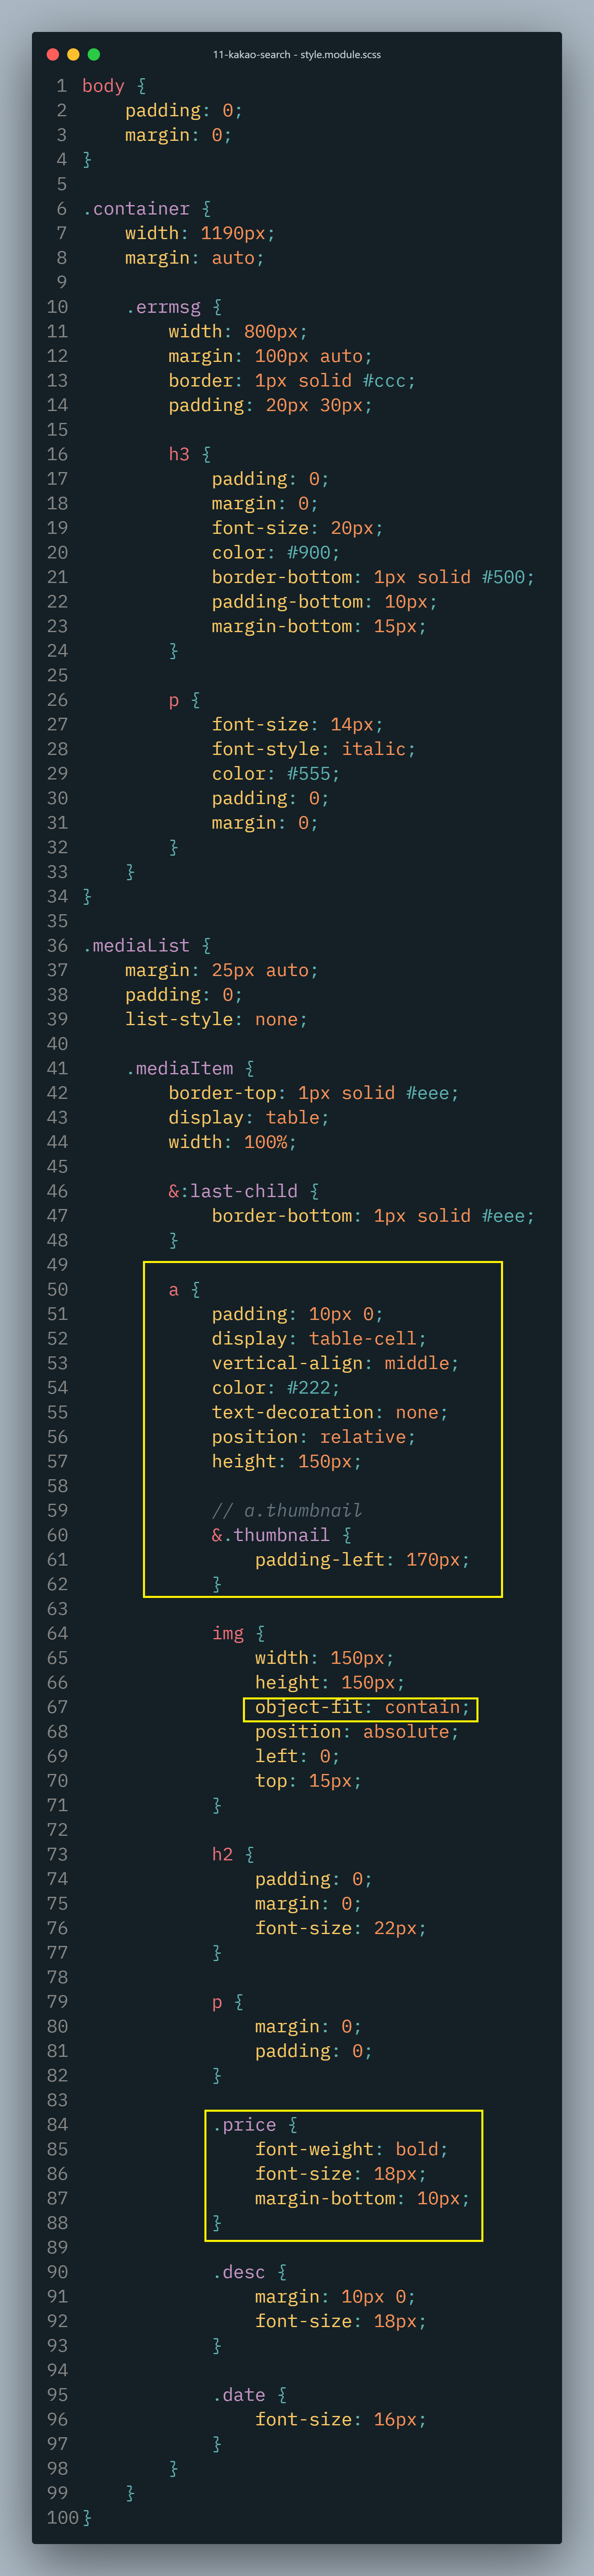 11-kakao-search - style.module.scss
1 body {
2     padding: 0;
3     margin: 0;
4 }
5
6 .container {
7     width: 1190px;
8     margin: auto;
9
10     .errmsg {
11         width: 800px;
12         margin: 100px auto;
13         border: 1px solid #ccc;
14         padding: 20px 30px;
15
16         h3 {
17             padding: 0;
18             margin: 0;
19             font-size: 20px;
20             color: #900;
21             border-bottom: 1px solid #500;
22             padding-bottom: 10px;
23             margin-bottom: 15px;
24         }
25
26         p {
27             font-size: 14px;
28             font-style: italic;
29             color: #555;
30             padding: 0;
31             margin: 0;
32         }
33     }
34 }
35
36 .mediaList {
37     margin: 25px auto;
38     padding: 0;
39     list-style: none;
40
41     .mediaItem {
42         border-top: 1px solid #eee;
43         display: table;
44         width: 100%;
45
46         &:last-child {
47             border-bottom: 1px solid #eee;
48         }
49
50         a {
51             padding: 10px 0;
52             display: table-cell;
53             vertical-align: middle;
54             color: #222;
55             text-decoration: none;
56             position: relative;
57             height: 150px;
58
59             // a.thumbnail
60             &.thumbnail {
61                 padding-left: 170px;
62             }
63
64             img {
65                 width: 150px;
66                 height: 150px;
67                 object-fit: contain;
68                 position: absolute;
69                 left: 0;
70                 top: 15px;
71             }
72
73             h2 {
74                 padding: 0;
75                 margin: 0;
76                 font-size: 22px;
77             }
78
79             p {
80                 margin: 0;
81                 padding: 0;
82             }
83
84             .price {
85                 font-weight: bold;
86                 font-size: 18px;
87                 margin-bottom: 10px;
88             }
89
90             .desc {
91                 margin: 10px 0;
92                 font-size: 18px;
93             }
94
95             .date {
96                 font-size: 16px;
97             }
98         }
99     }
100 }